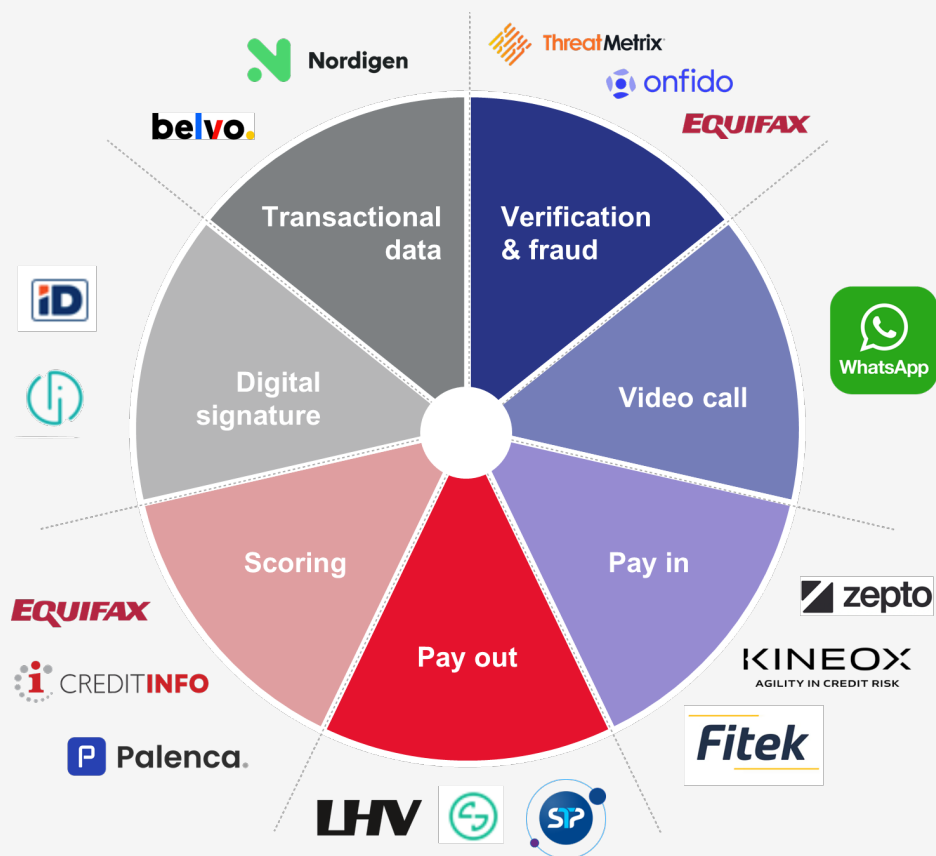 Nordigen
ThreatMetrix
onfido
belvo.
EQUIFAX
Transactional
data
Verification
& fraud
iD
WhatsApp
Digital
signature
Video call
Scoring
Pay in
zepto
EQUIFAX
KINEOX
AGILITY IN CREDIT RISK
CREDITINFO
Pay out
Fitek
Palenca.
LHV
STP